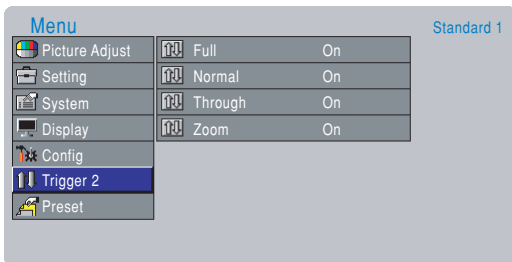 Menu
Standard 1
Picture Adjust
Full On
Setting
Normal On
System
Through On
Display
Zoom On
Config
Trigger 2
Preset